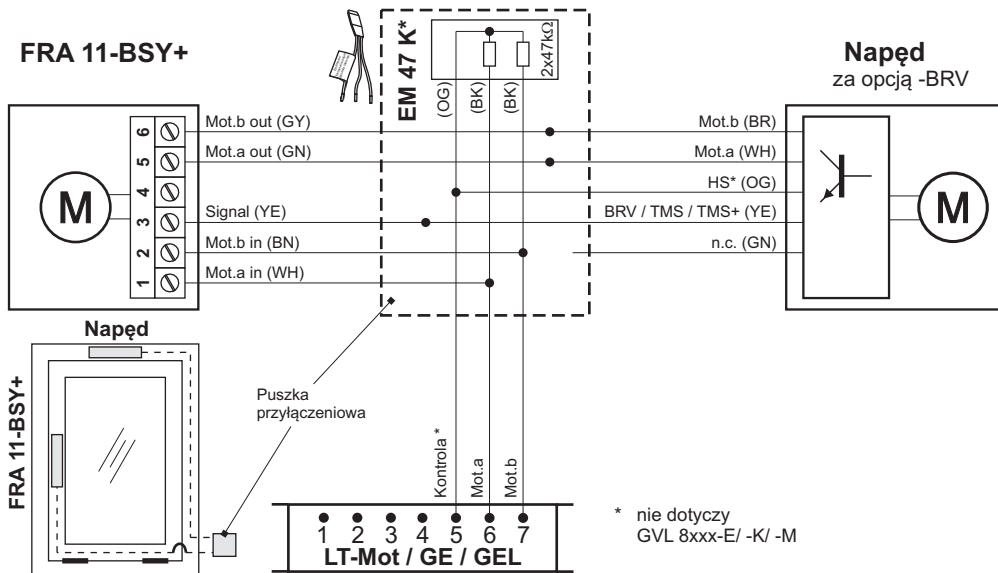 FRA 11-BSY+
EM 47 K*
2x47kΩ
(OG)
(BK)
(BK)
Napęd
za opcją -BRV
M
6
5
4
3
2
1
Mot.b out (GY)
Mot.a out (GN)
Signal (YE)
Mot.b in (BN)
Mot.a in (WH)
Mot.b (BR)
Mot.a (WH)
HS* (OG)
BRV / TMS / TMS+ (YE)
n.c. (GN)
M
Napęd
FRA 11-BSY+
Puszka
przyłączeniowa
Kontrola *
Mot.a
Mot.b
1 2 3 4 5 6 7
LT-Mot / GE / GEL
* nie dotyczy
GVL 8xxx-E/ -K/ -M